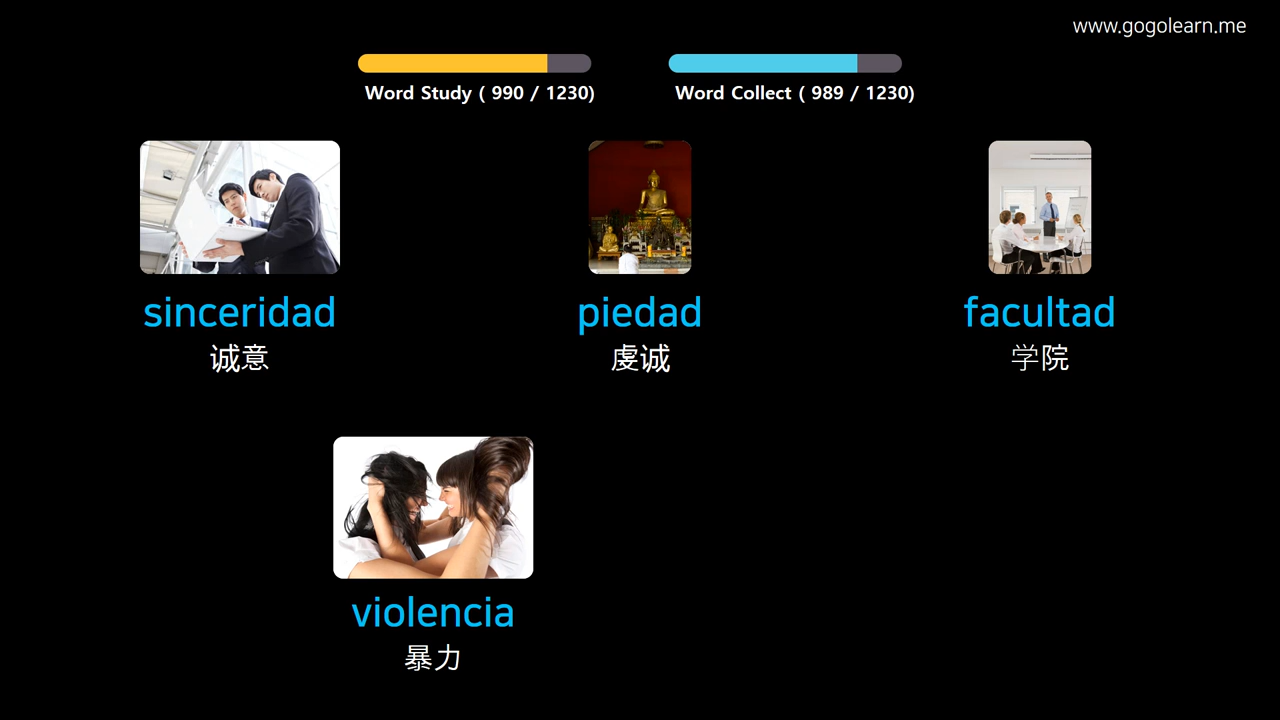 www.gogolearn.me
Word Study ( 990 / 1230)
Word Collect ( 989 / 1230)
sinceridad
诚意
piedad
虔诚
facultad
学院
violencia
暴力